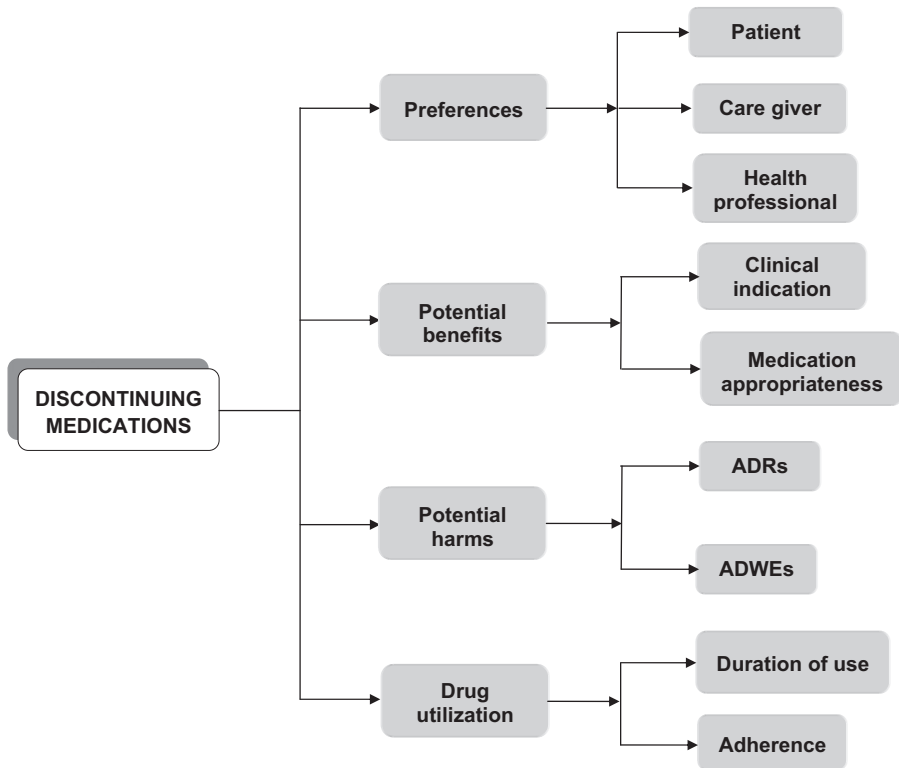 DISCONTINUING
MEDICATIONS
Preferences
Patient
Care giver
Health
professional
Potential
benefits
Clinical
indication
Medication
appropriateness
Potential
harms
ADRs
ADWEs
Drug
utilization
Duration of use
Adherence